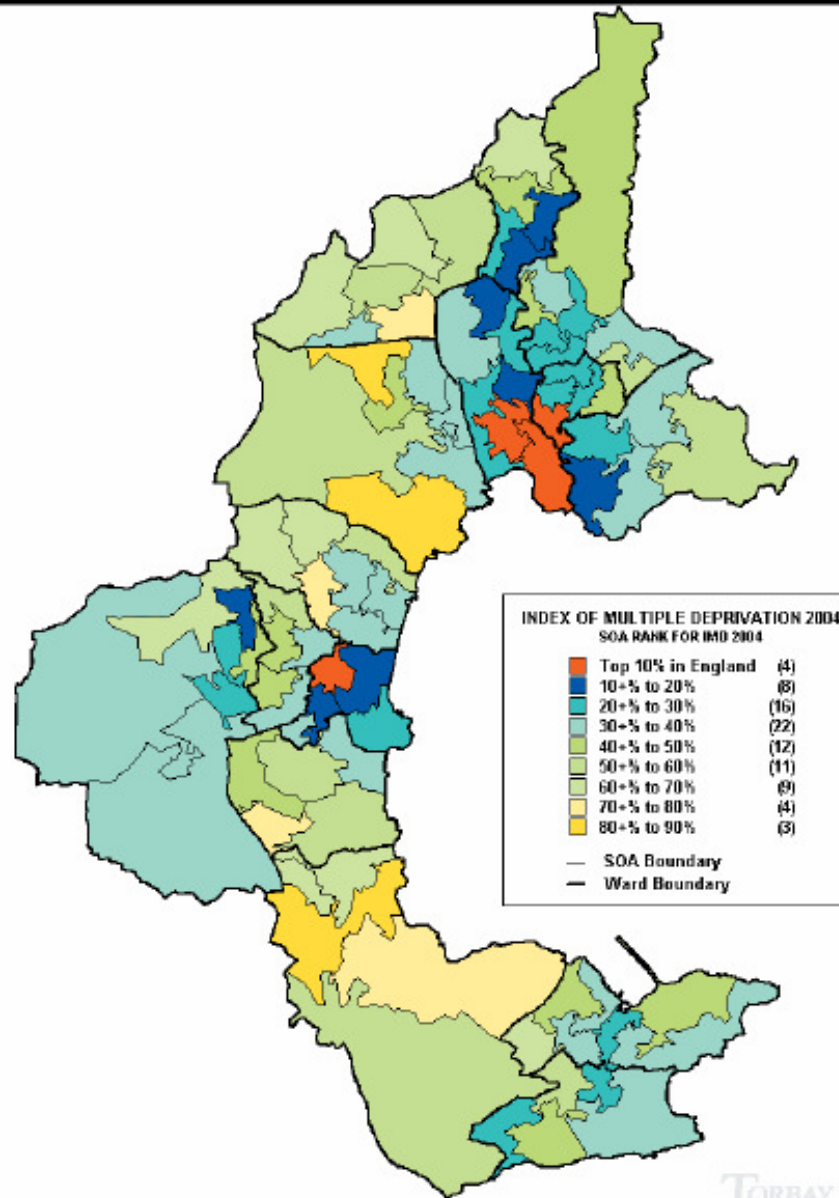 INDEX OF MULTIPLE DEPRIVATION 2004
SOA RANK FOR IMD 2004
Top 10% in England (4)
10+% to 20% (8)
20+% to 30% (16)
30+% to 40% (22)
40+% to 50% (12)
50+% to 60% (11)
60+% to 70% (9)
70+% to 80% (4)
80+% to 90% (3)
SOA Boundary
Ward Boundary
TORBAY